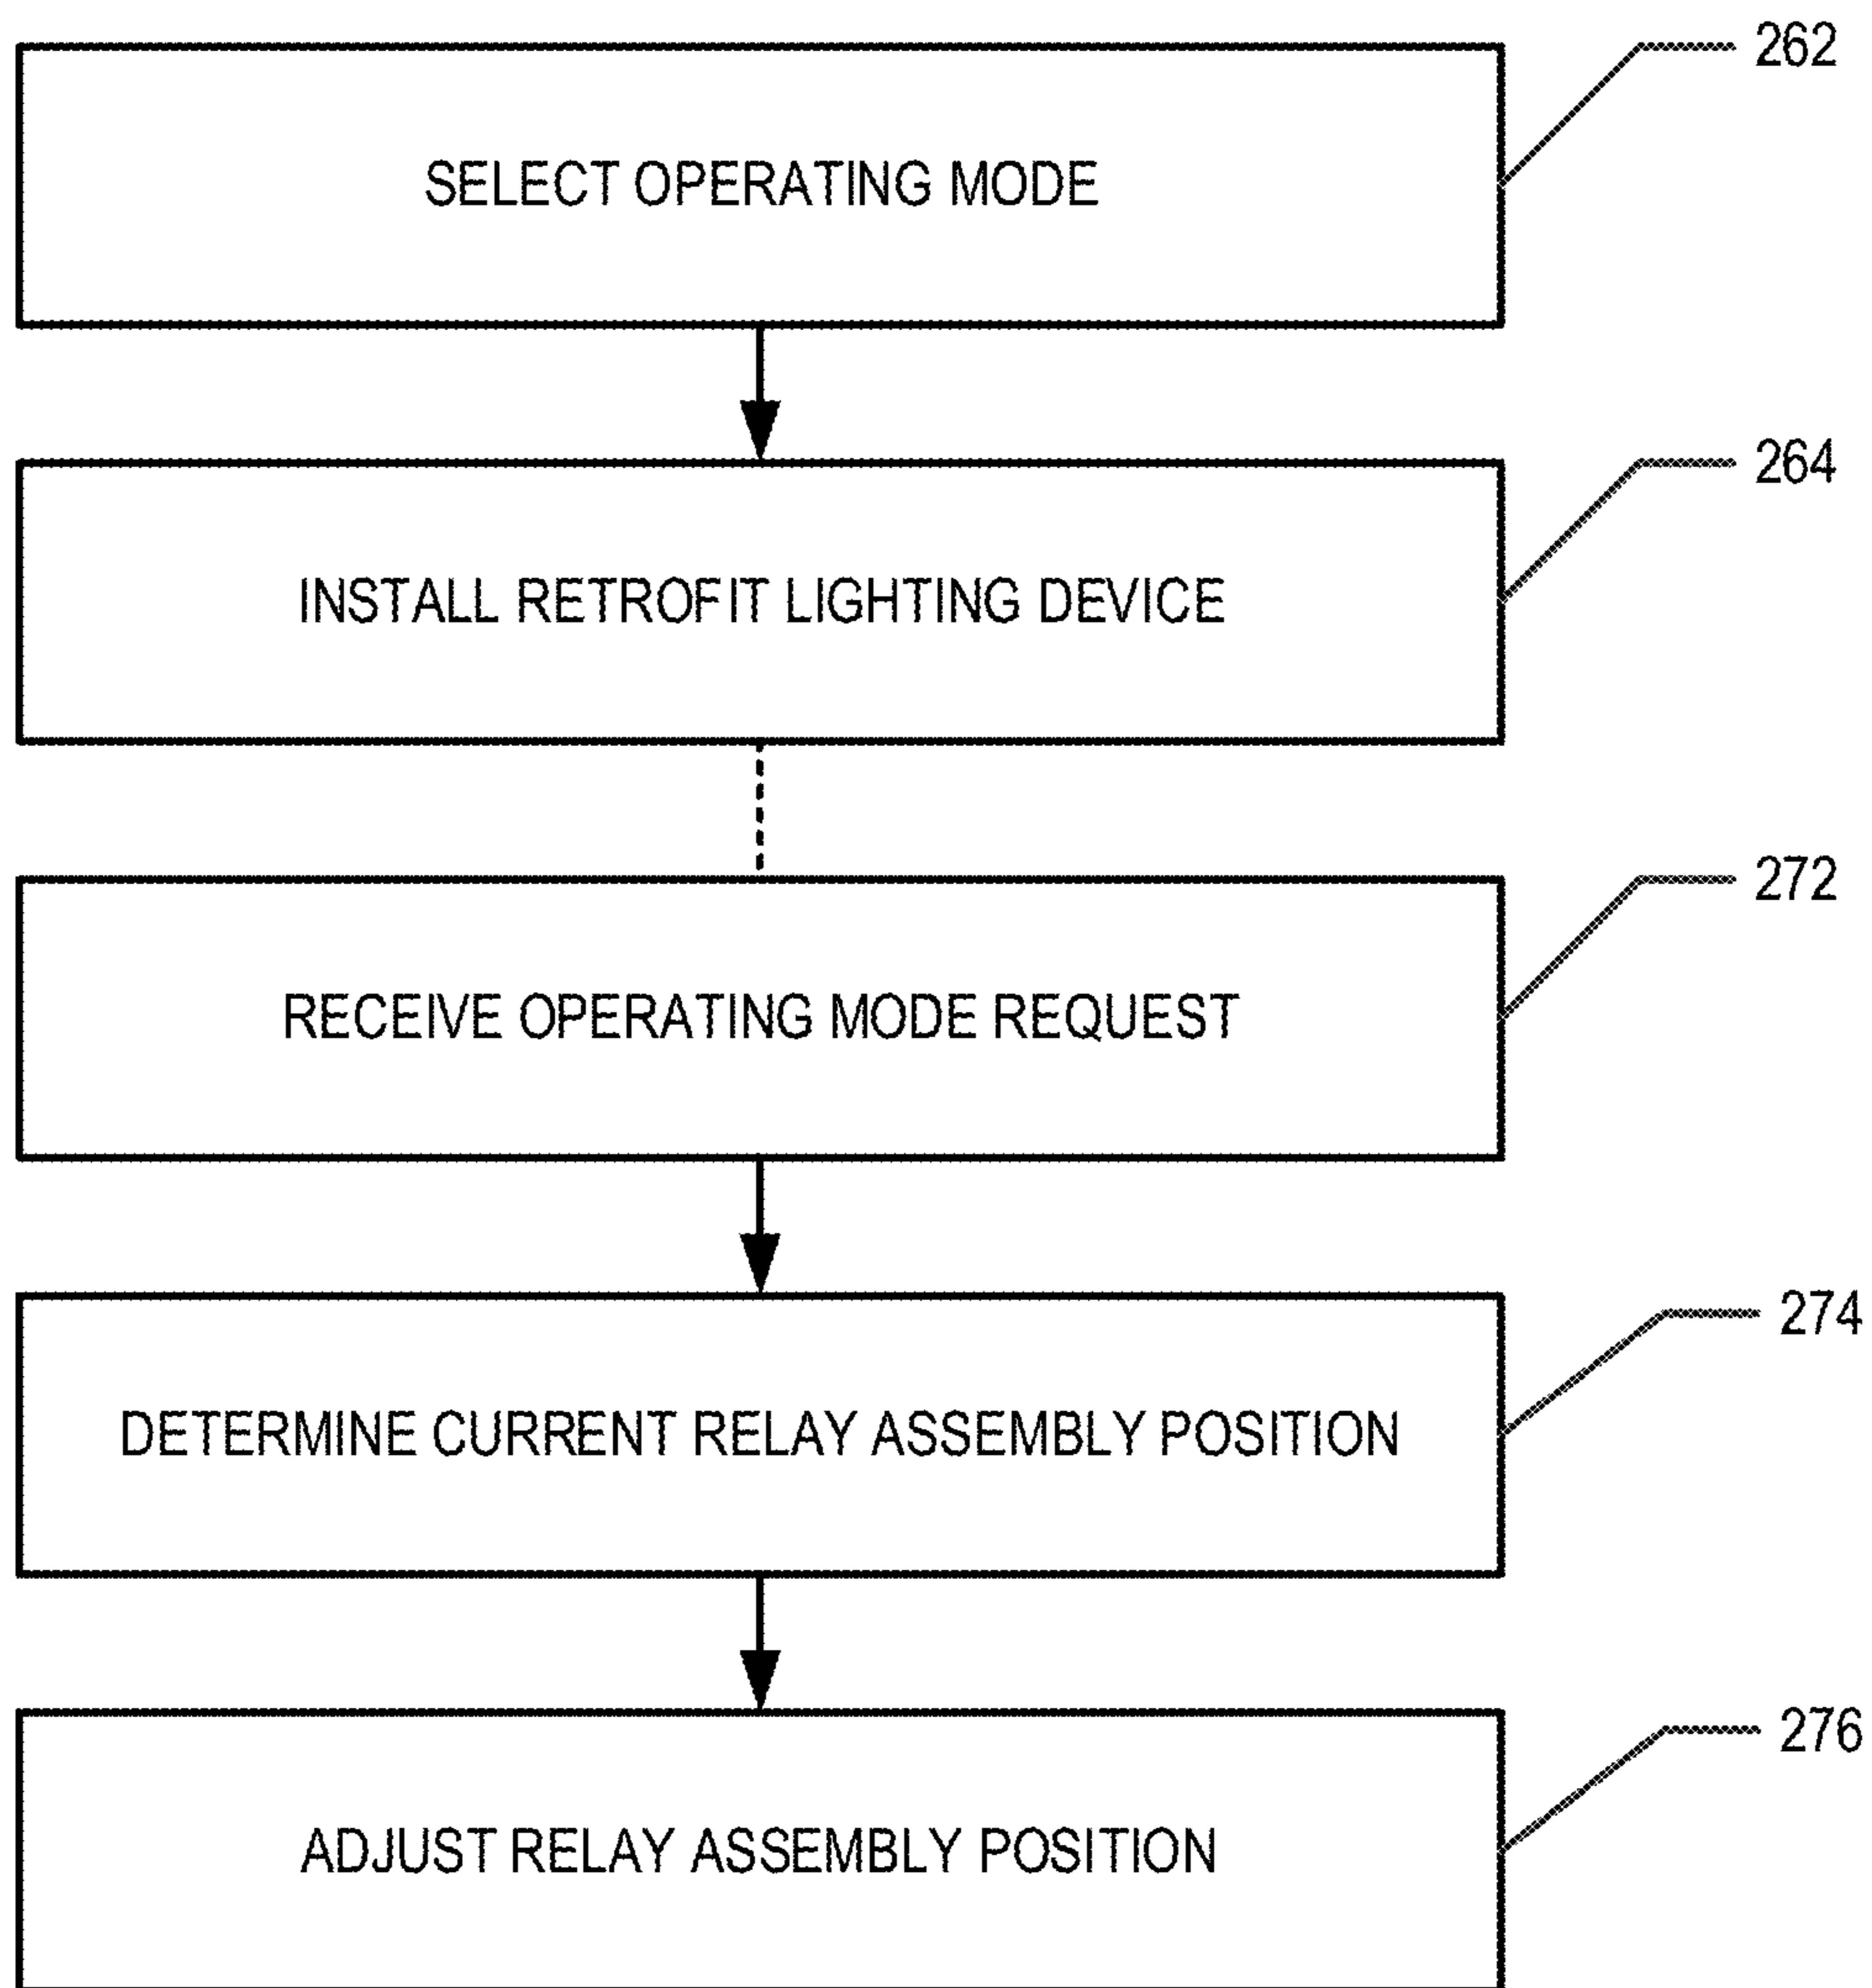 262
SELECT OPERATING MODE
264
INSTALL RETROFIT LIGHTING DEVICE
272
RECEIVE OPERATING MODE REQUEST
274
DETERMINE CURRENT RELAY ASSEMBLY POSITION
276
ADJUST RELAY ASSEMBLY POSITION